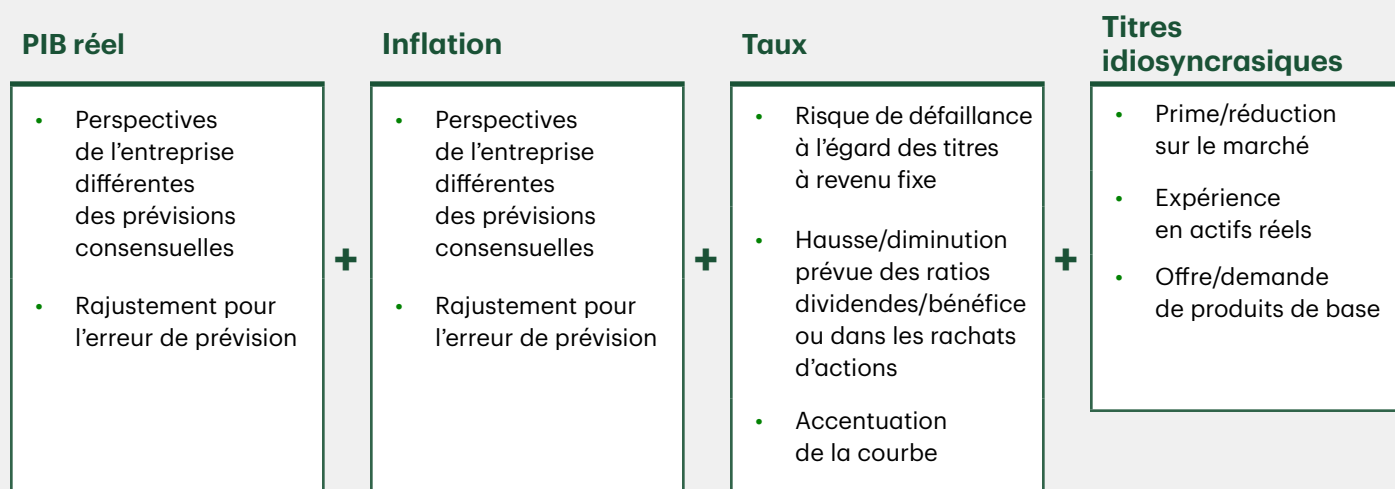 PIB réel
• Perspectives
de l’entreprise
différentes
des prévisions
consensuelles
• Rajustement pour
l’erreur de prévision
+
Inflation
• Perspectives
de l’entreprise
différentes
des prévisions
consensuelles
• Rajustement pour
l’erreur de prévision
+
Taux
• Risque de défaillance
à l’égard des titres
à revenu fixe
• Hausse/diminution
prévue des ratios
dividendes/bénéfice
ou dans les rachats
d’actions
• Accentuation
de la courbe
+
Titres
idiosyncrasiques
• Prime/réduction
sur le marché
• Expérience
en actifs réels
• Offre/demande
de produits de base